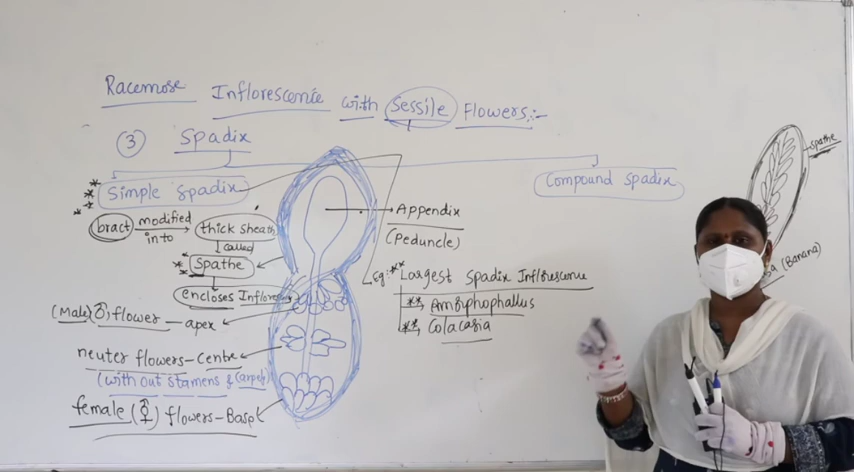 Racemose Inflorescence with Sessile Flowers:-
③ Spadix
Simple Spadix
Compound Spadix
bract modified into thick sheath
called
Spathe
encloses Inflores
(Male) (♂) flower - apex
neuter flowers - Centre
(with out stamens & Carpels)
female (♀) flowers - Base
Appendix
(Peduncle)
Eg:- ** Largest Spadix Inflorescence
** Amorphophallus
** Colacasia
spathe
(Banana)